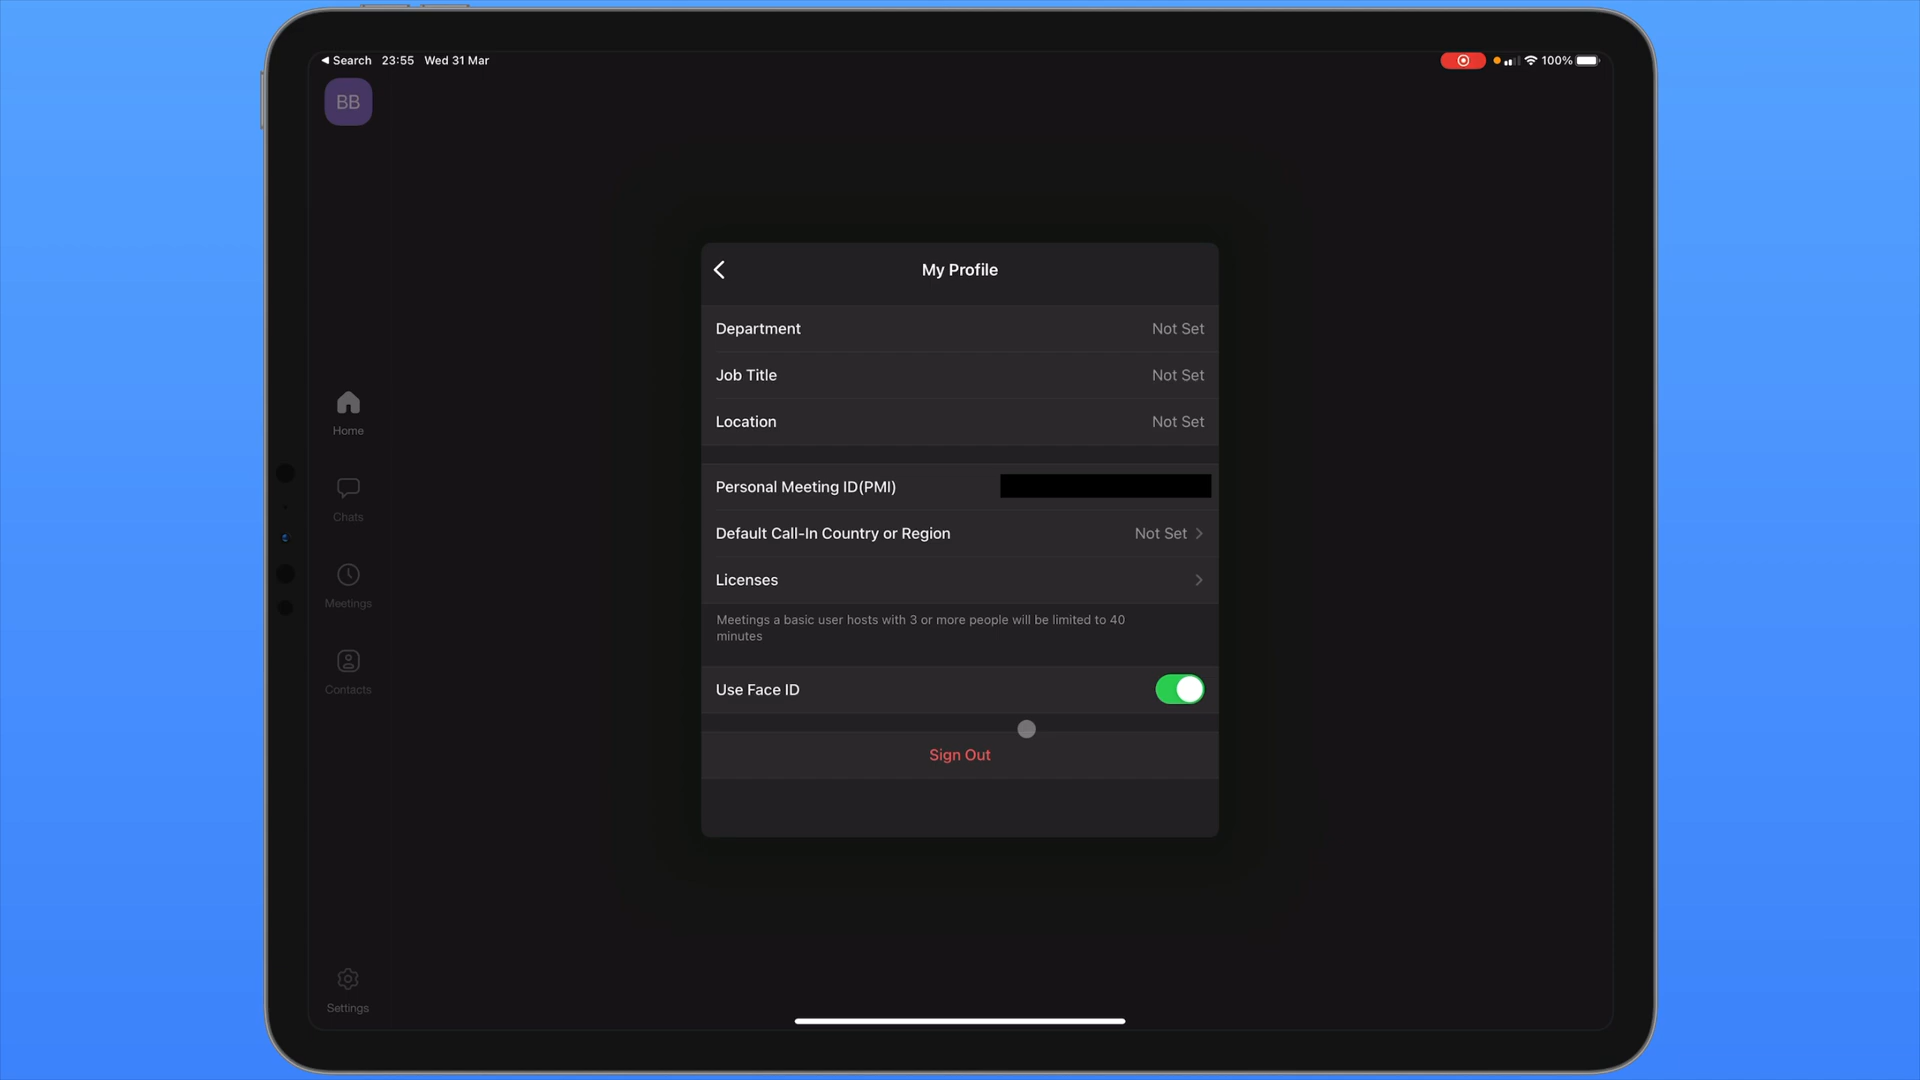 Search 23:55 Wed 31 Mar
100%
BB
My Profile
Department Not Set
Job Title Not Set
Location Not Set
Personal Meeting ID(PMI)
Default Call-In Country or Region Not Set
Licenses
Meetings a basic user hosts with 3 or more people will be limited to 40
minutes
Use Face ID
Sign Out
Home
Chats
Meetings
Contacts
Settings